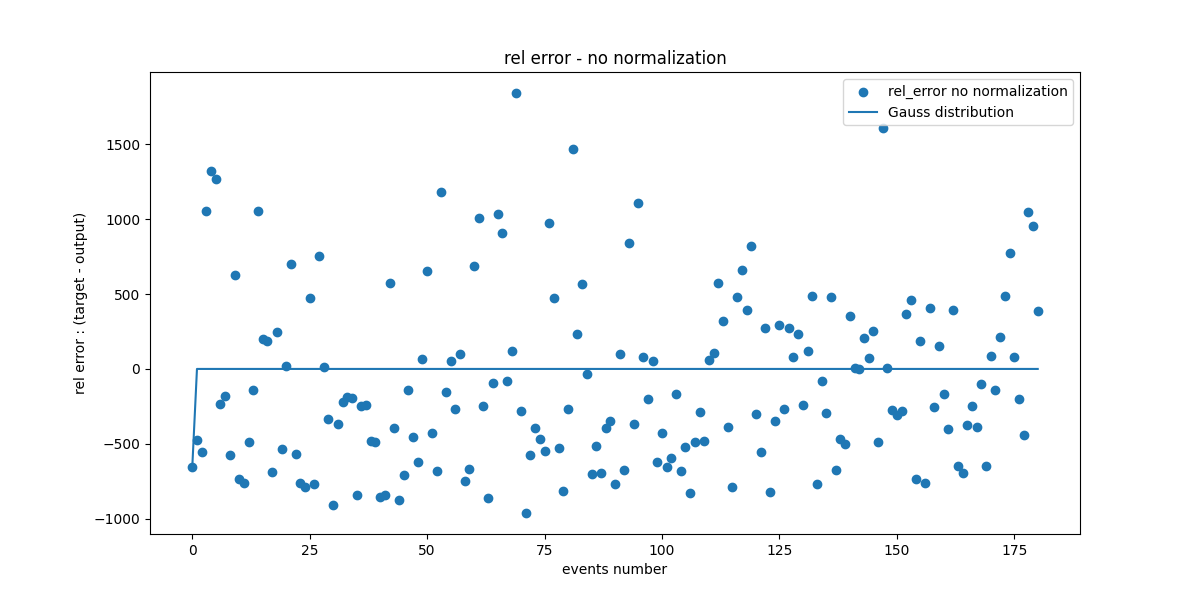 rel error - no normalization
rel_error no normalization
Gauss distribution
rel error : (target - output)
1500
1000
500
0
−500
−1000
0 25 50 75 100 125 150 175
events number